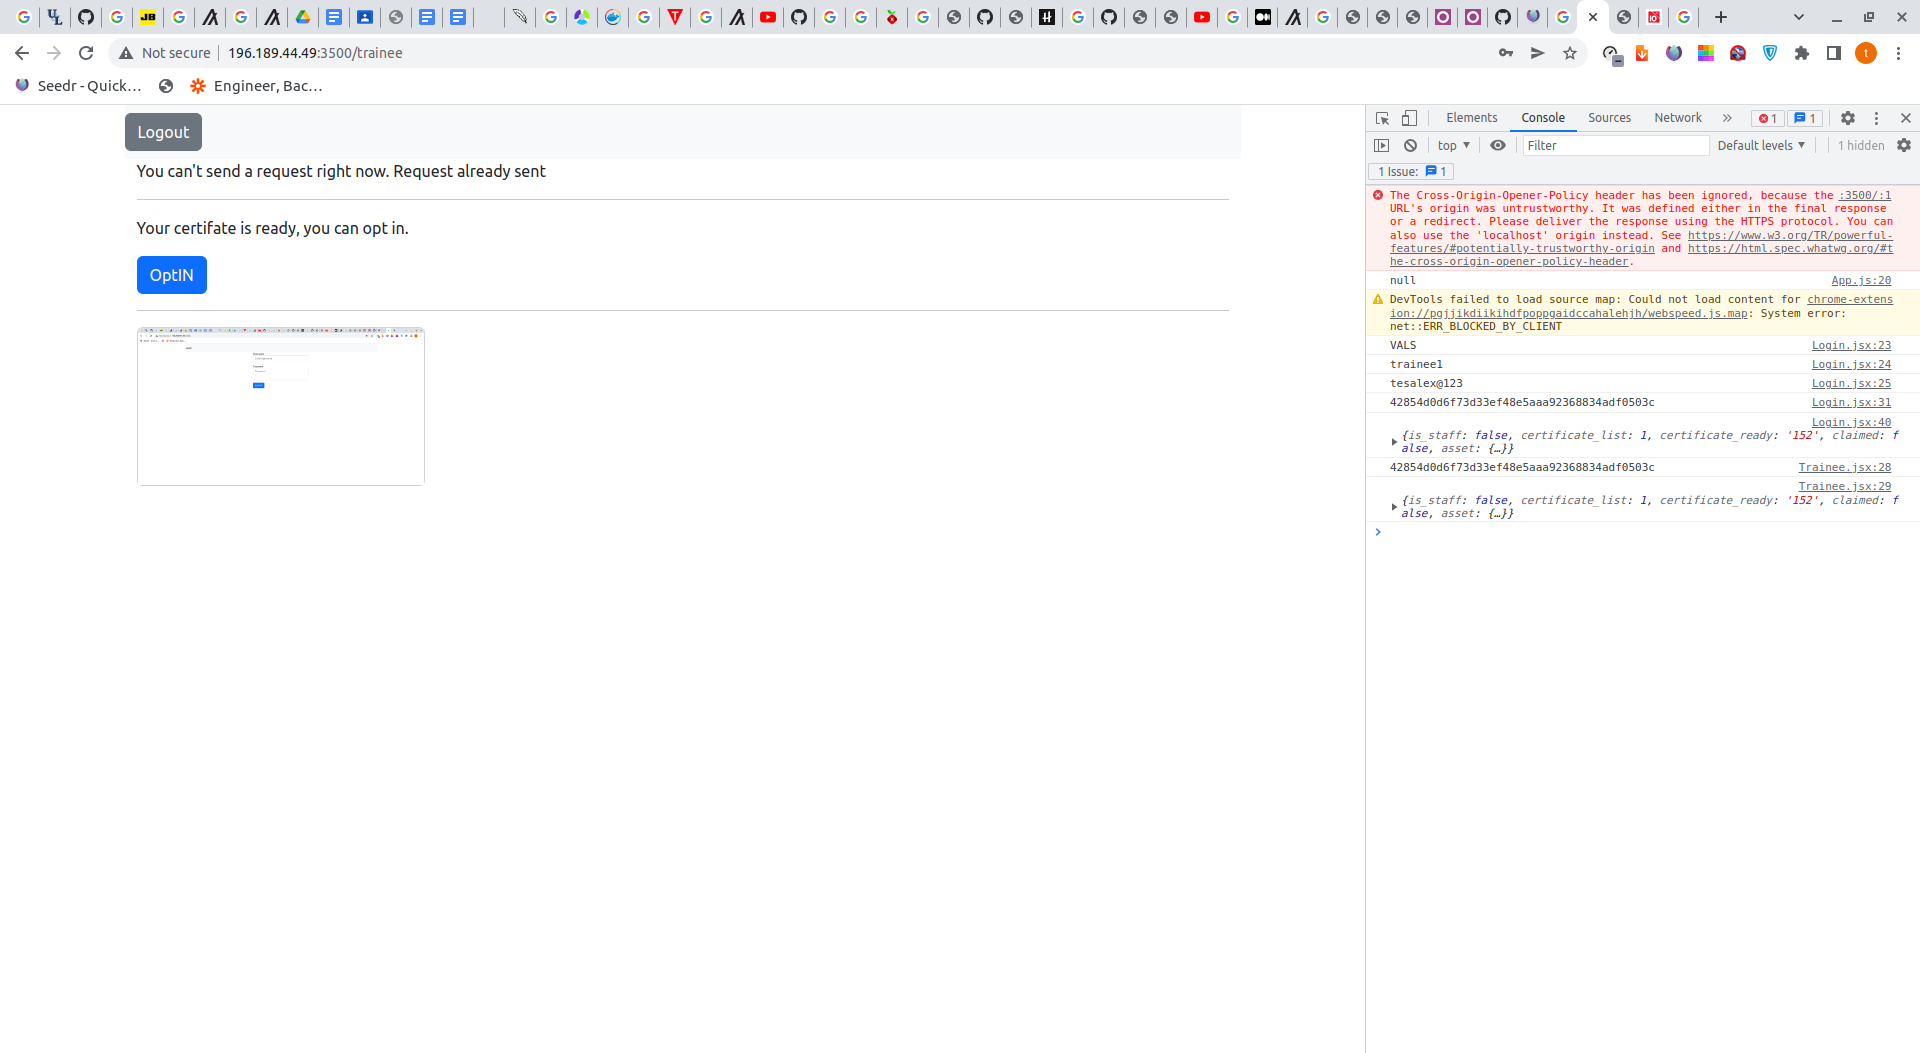 Not secure
196.189.44.49:3500/trainee
Seedr - Quick...
Engineer, Bac...
Logout
You can't send a request right now. Request already sent
Your certifate is ready, you can opt in.
OptIN
Elements
Console
Sources
Network
1
1
top
Filter
Default levels
1 hidden
1 Issue:
1
The Cross-Origin-Opener-Policy header has been ignored, because the :3500/:1
URL's origin was untrustworthy. It was defined either in the final response
or a redirect. Please deliver the response using the HTTPS protocol. You can
also use the 'localhost' origin instead. See https://www.w3.org/TR/powerful-
features/#potentially-trustworthy-origin and https://html.spec.whatwg.org/#t
he-cross-origin-opener-policy-header.
null App.js:20
DevTools failed to load source map: Could not load content for chrome-extens
ion://pgjjikdiikihdfpoppgaidccahalehjh/webspeed.js.map: System error:
net::ERR_BLOCKED_BY_CLIENT
VALS Login.jsx:23
trainee1 Login.jsx:24
tesalex@123 Login.jsx:25
42854d0d6f73d33ef48e5aaa92368834adf0503c Login.jsx:31
Login.jsx:40
{is_staff: false, certificate_list: 1, certificate_ready: '152', claimed: f
alse, asset: {…}}
42854d0d6f73d33ef48e5aaa92368834adf0503c Trainee.jsx:28
Trainee.jsx:29
{is_staff: false, certificate_list: 1, certificate_ready: '152', claimed: f
alse, asset: {…}}